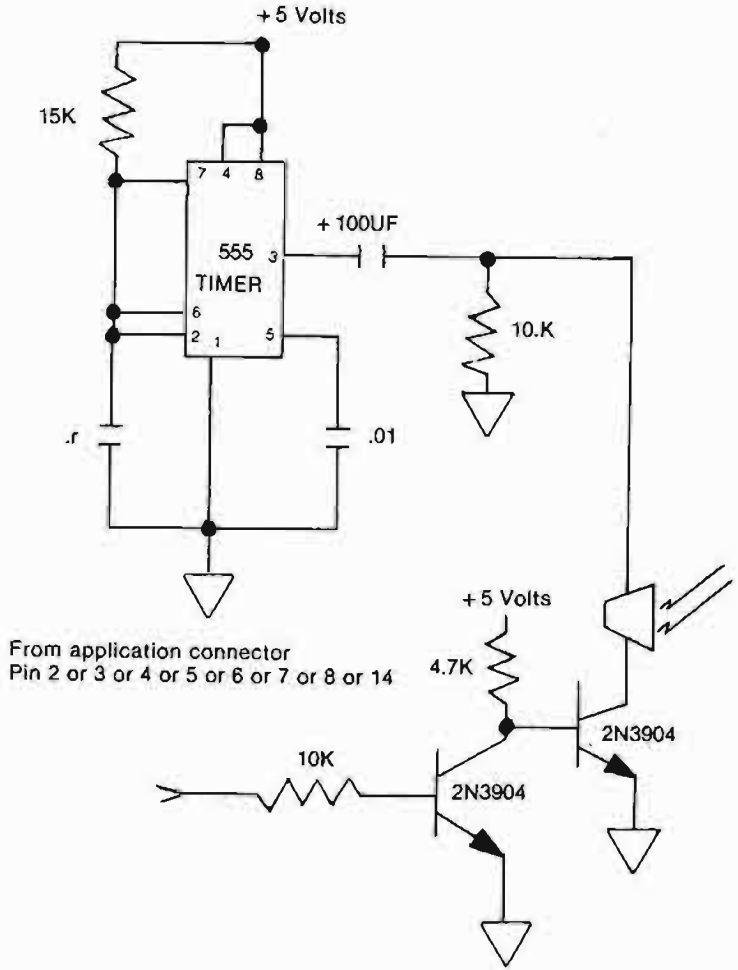 + 5 Volts
15K
7 4 8
+ 100UF
555 3
TIMER
6
2 1 5
10.K
.r
.01
+ 5 Volts
From application connector
Pin 2 or 3 or 4 or 5 or 6 or 7 or 8 or 14
4.7K
2N3904
10K
2N3904